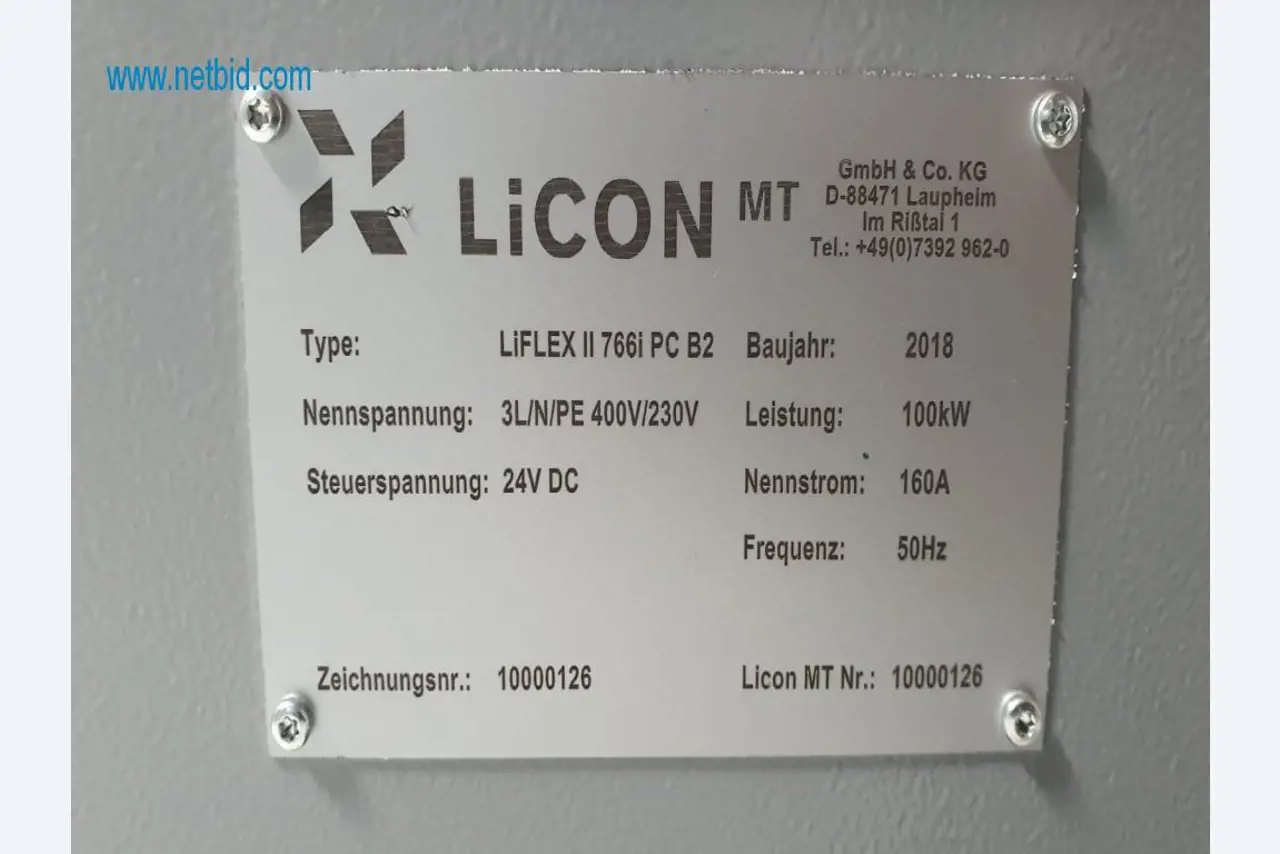 www.netbid.com
LiCON MT
GmbH & Co. KG
D-88471 Laupheim
Im Rißtal 1
Tel.: +49(0)7392 962-0
Type: LiFLEX II 766i PC B2 Baujahr: 2018
Nennspannung: 3L/N/PE 400V/230V Leistung: 100kW
Steuerspannung: 24V DC Nennstrom: 160A
Frequenz: 50Hz
Zeichnungsnr.: 10000126 Licon MT Nr.: 10000126